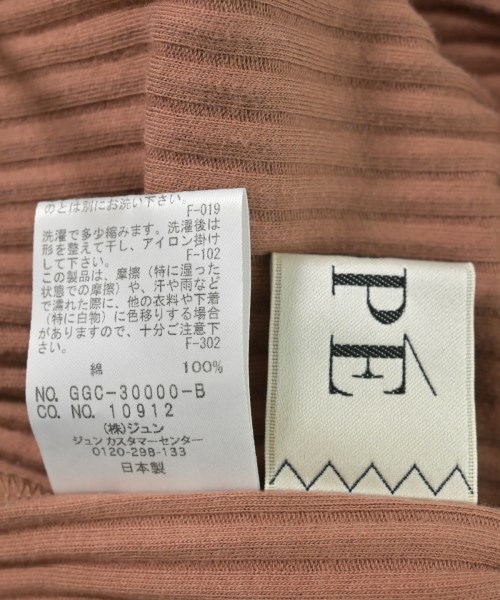 のとは別にお洗い下さい。
F-019
洗濯で多少縮みます。洗濯後は
形を整えて干し、アイロン掛け
して下さい。 F-102
この製品は、摩擦（特に湿った
状態での摩擦）や、汗や雨など
で濡れた際に、他の衣料や下着
（特に白物）に色移りする場合
がありますので、十分ご注意下
さい。 F-302
綿 100%
NO. GGC-30000-B
CO. NO. 10912
（株）ジュン
ジュン カスタマーセンター
0120-298-133
日本製
PÉ